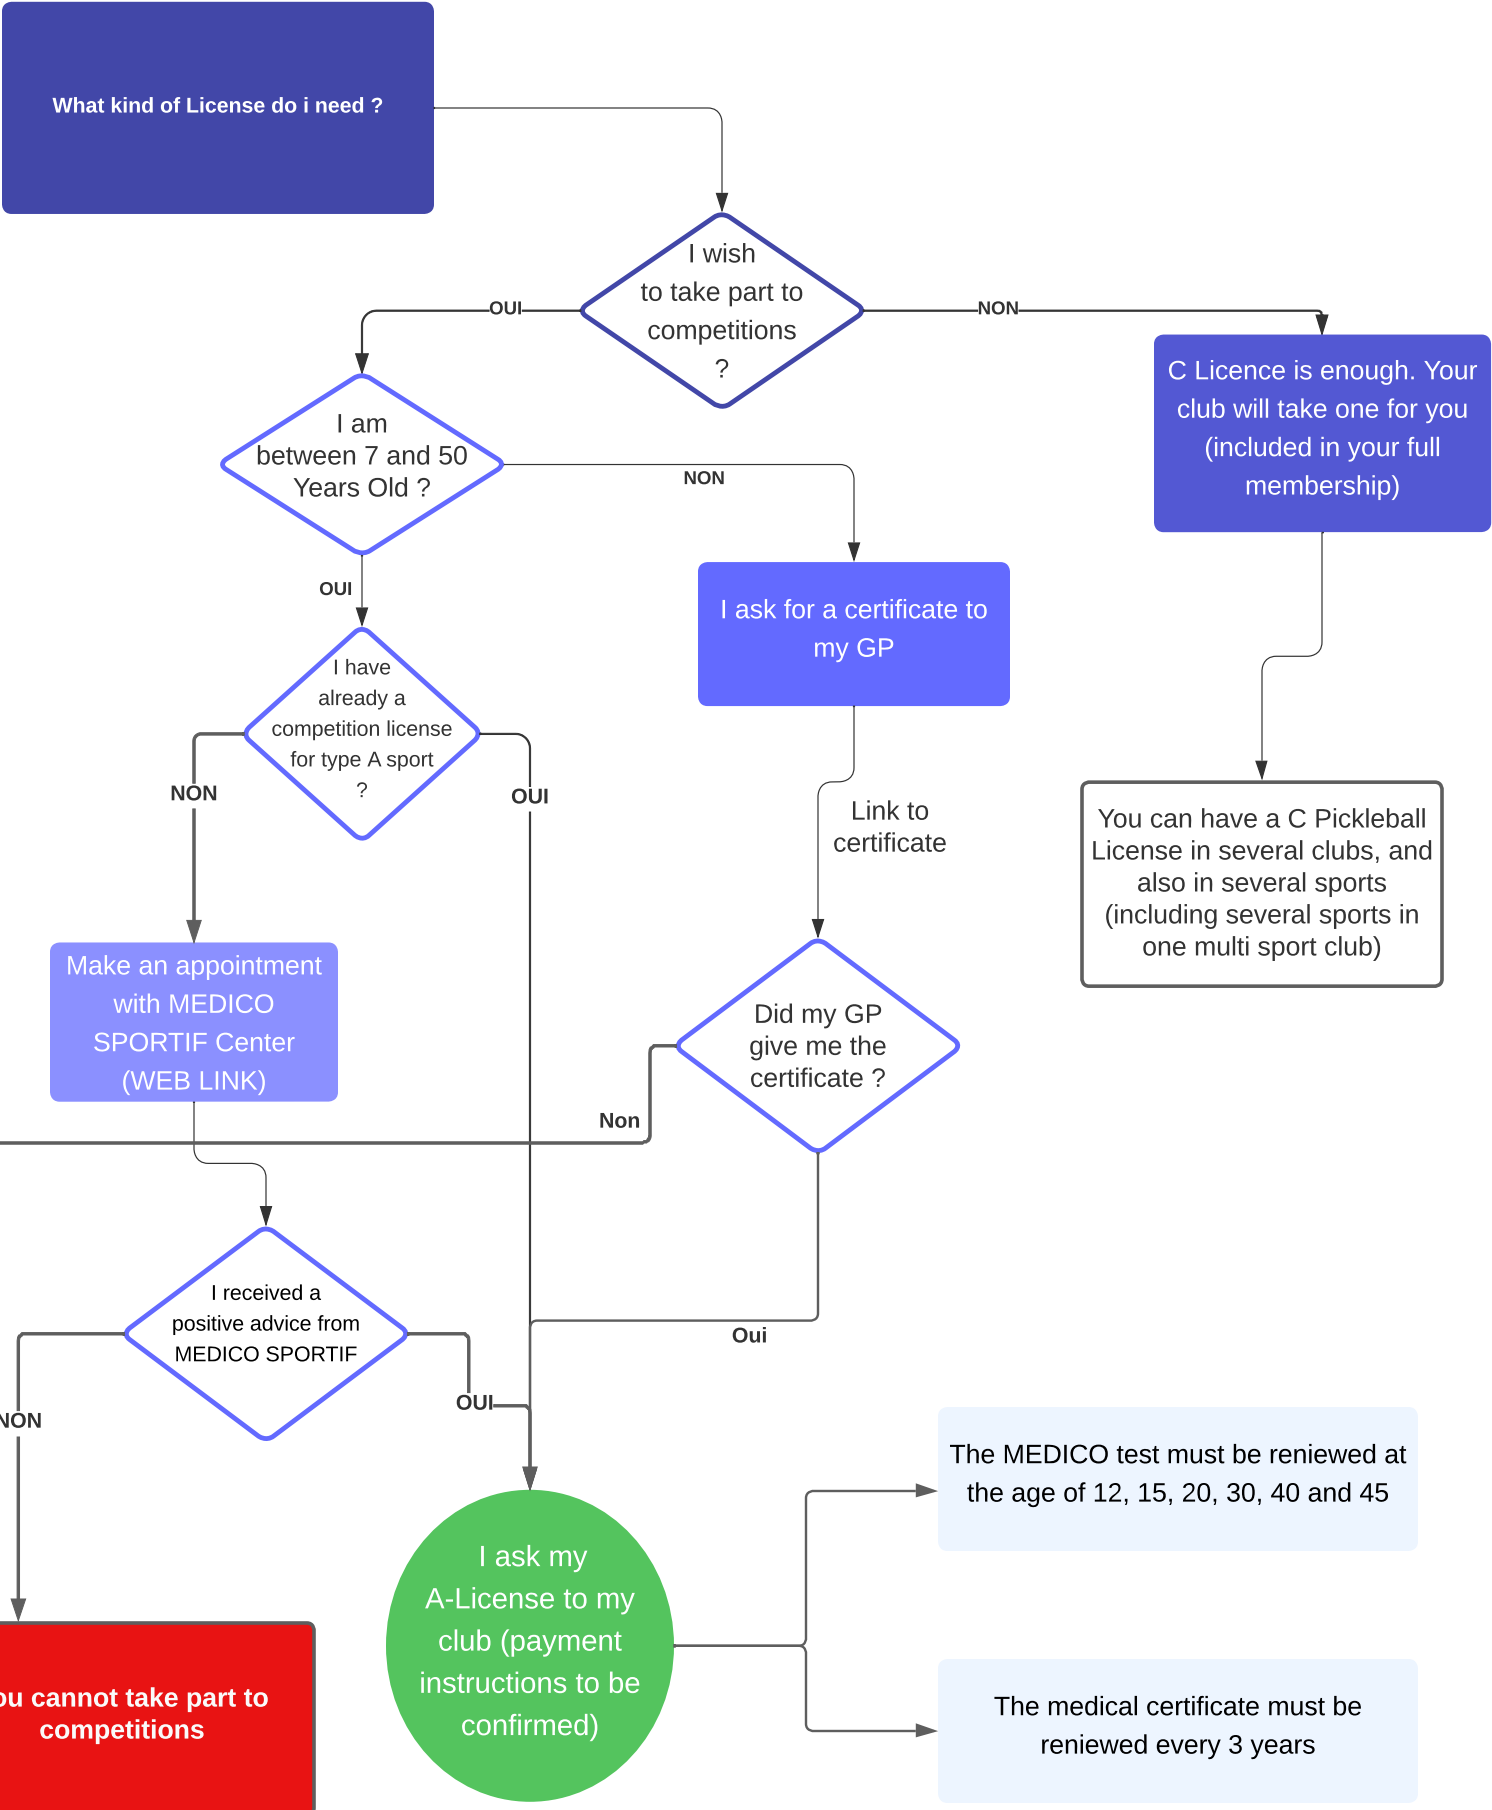 What kind of License do i need ?
I wish
to take part to
competitions
?
OUI
NON
C Licence is enough. Your
club will take one for you
(included in your full
membership)
I am
between 7 and 50
Years Old ?
NON
OUI
I ask for a certificate to
my GP
I have
already a
competition license
for type A sport
?
NON
OUI
Link to
certificate
You can have a C Pickleball
License in several clubs, and
also in several sports
(including several sports in
one multi sport club)
Make an appointment
with MEDICO
SPORTIF Center
(WEB LINK)
Did my GP
give me the
certificate ?
Non
I received a
positive advice from
MEDICO SPORTIF
Oui
OUI
NON
The MEDICO test must be reniewed at
the age of 12, 15, 20, 30, 40 and 45
I ask my
A-License to my
club (payment
instructions to be
confirmed)
ou cannot take part to
competitions
The medical certificate must be
reniewed every 3 years